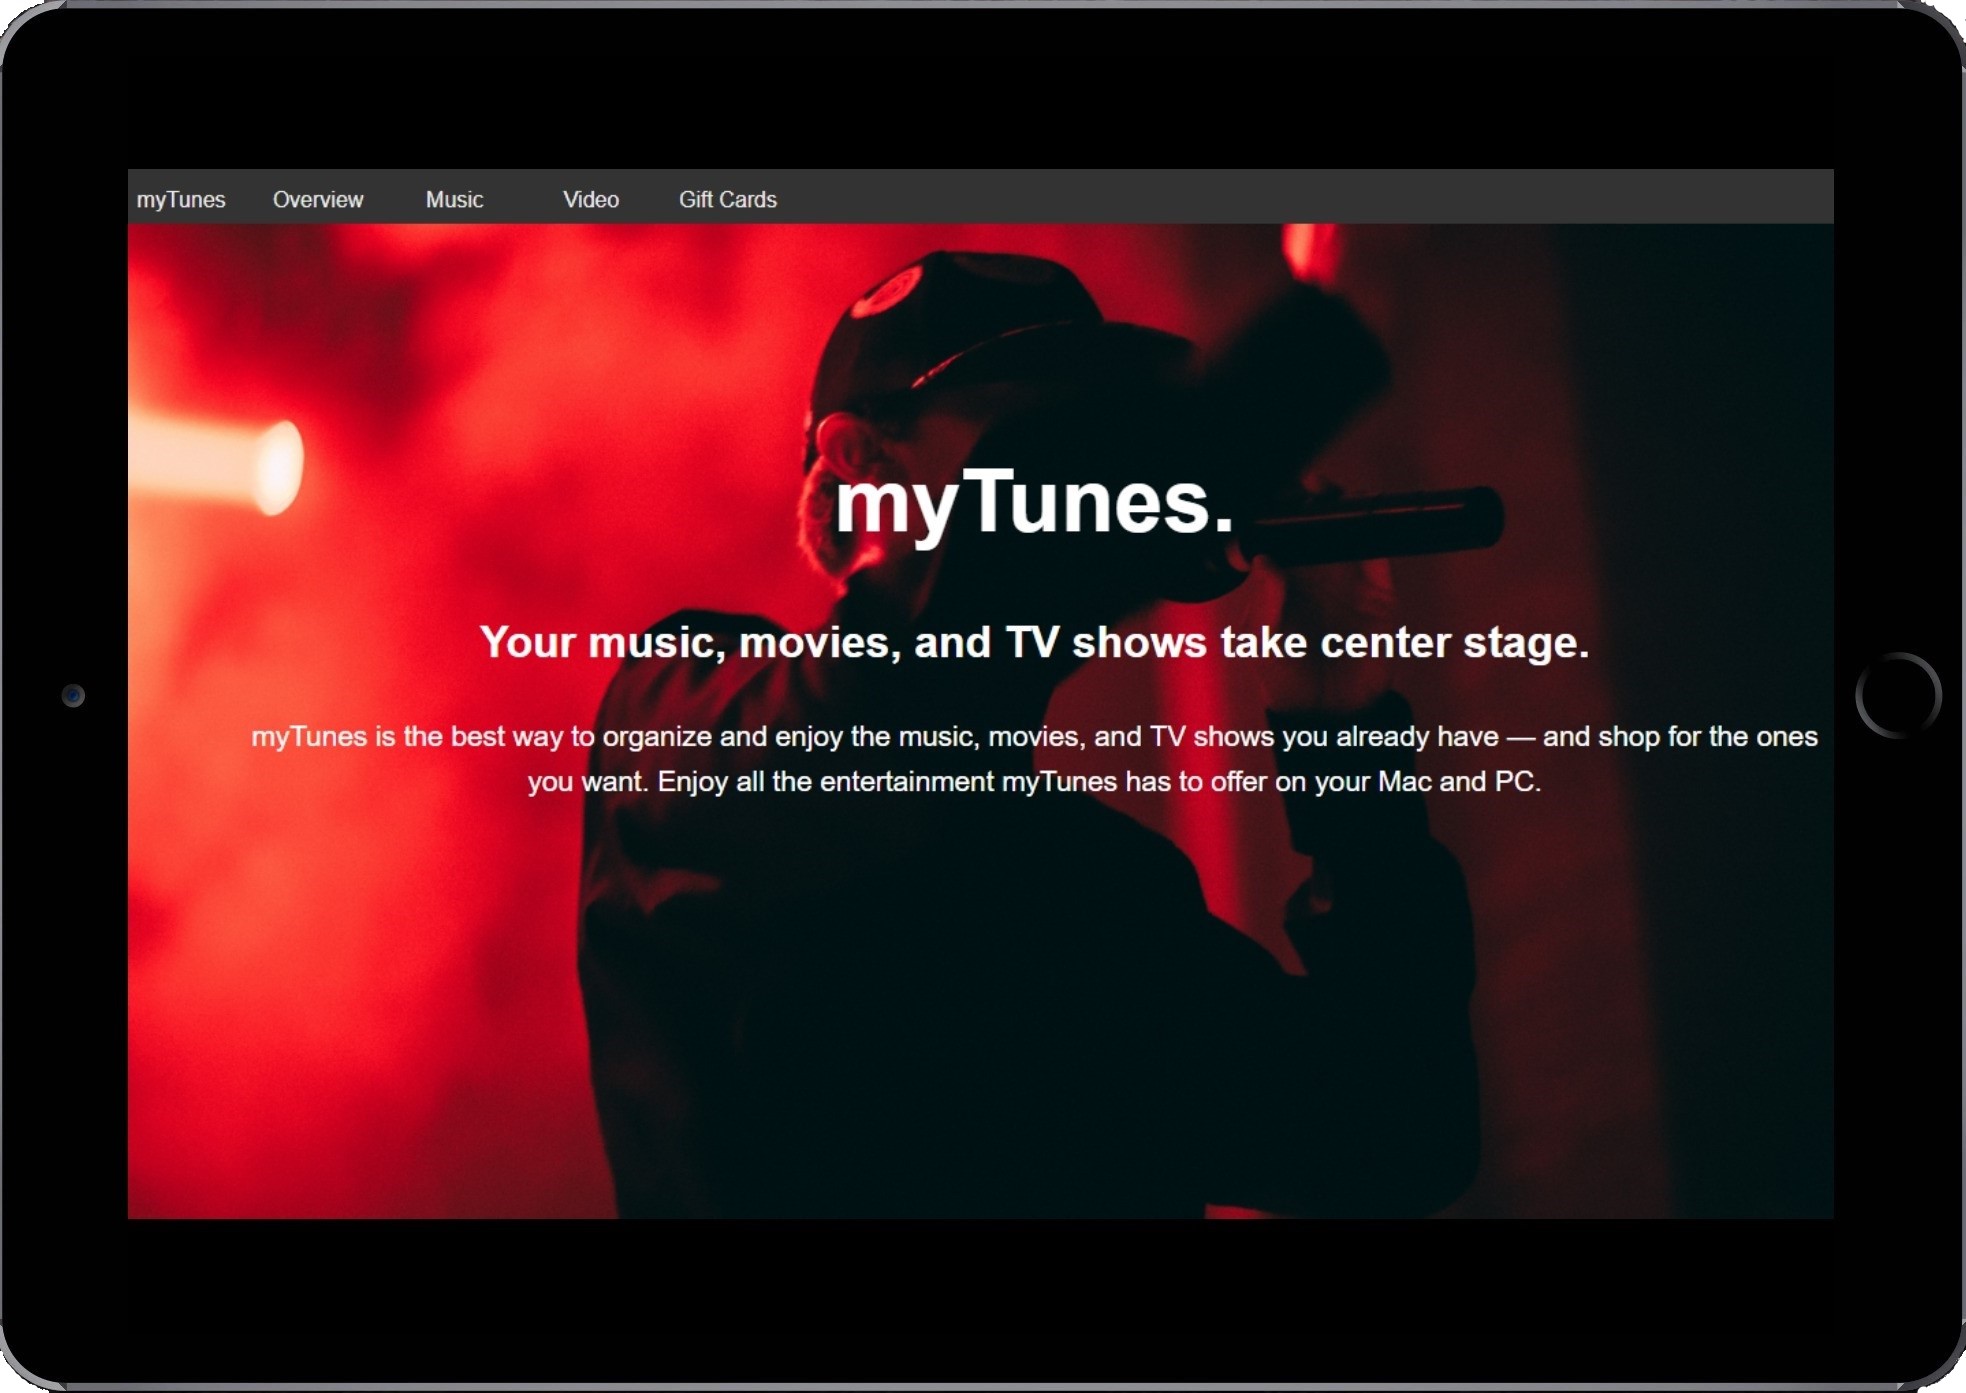 myTunes Overview Music Video Gift Cards
myTunes.
Your music, movies, and TV shows take center stage.
myTunes is the best way to organize and enjoy the music, movies, and TV shows you already have — and shop for the ones
you want. Enjoy all the entertainment myTunes has to offer on your Mac and PC.